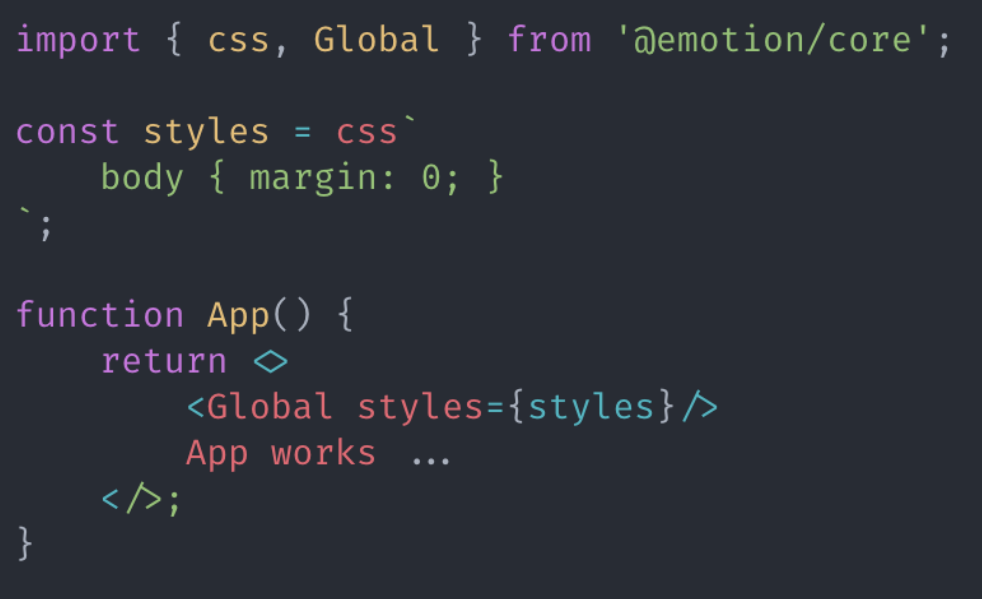 import { css, Global } from '@emotion/core';
const styles = css`
body { margin: 0; }
`;
function App() {
return <>
<Global styles={styles}/>
App works ...
</>;
}